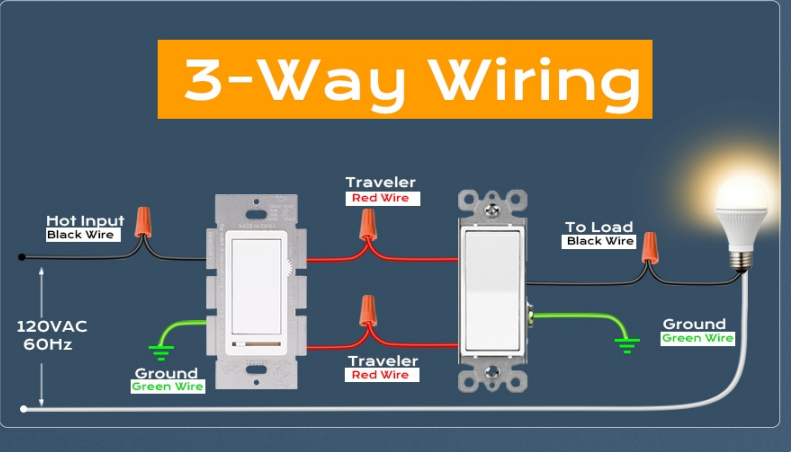 3-Way Wiring
Traveler
Red Wire
Hot Input
Black Wire
To Load
Black Wire
120VAC
60Hz
Ground
Green Wire
Traveler
Red Wire
Ground
Green Wire